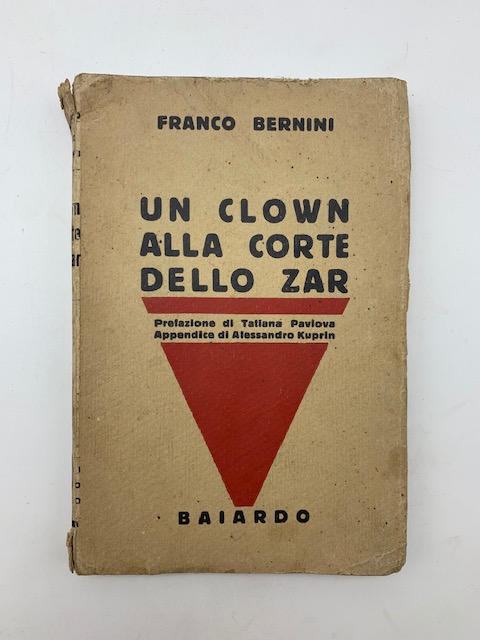 FRANCO BERNINI
UN CLOWN
ALLA CORTE
DELLO ZAR
Prefazione di Tatiana Pavlova
Appendice di Alessandro Kuprin
BAIARDO